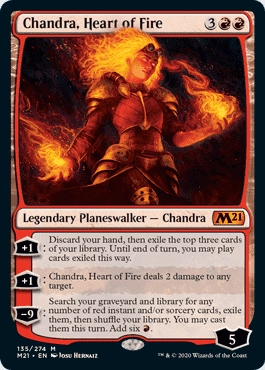 Chandra, Heart of Fire 3
Legendary Planeswalker — Chandra M21
+1 Discard your hand, then exile the top three cards
of your library. Until end of turn, you may play
cards exiled this way.
+1 Chandra, Heart of Fire deals 2 damage to any
target.
Search your graveyard and library for any
number of red instant and/or sorcery cards, exile
-9 them, then shuffle your library. You may cast
them this turn. Add six .
5
135/274 M
M21 • EN Josu Hernaiz ™ & © 2020 Wizards of the Coast